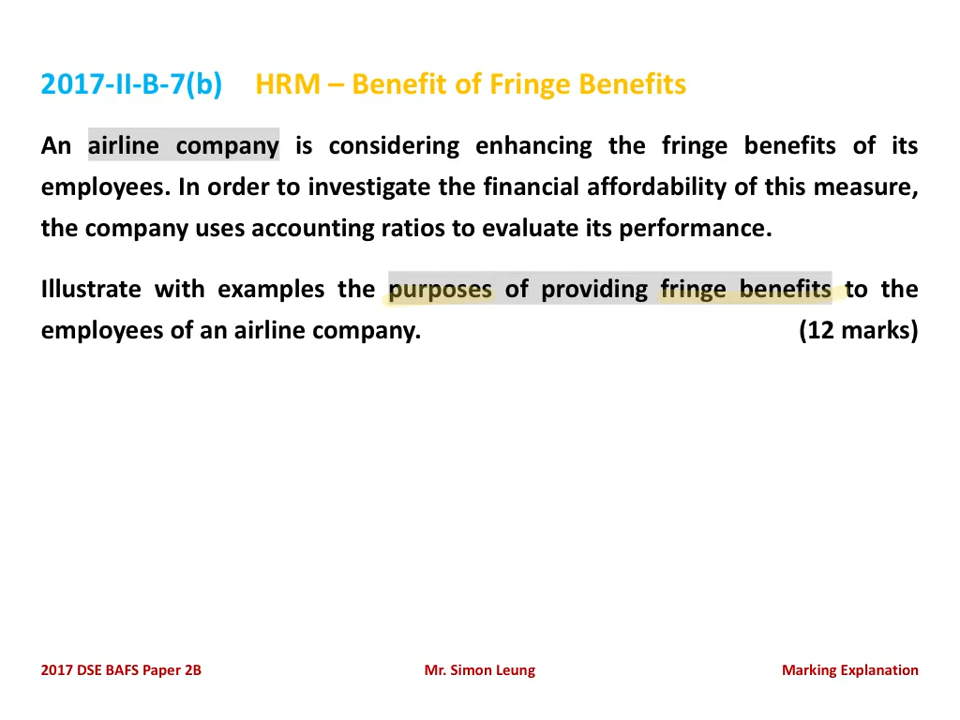 2017-II-B-7(b) HRM – Benefit of Fringe Benefits
An airline company is considering enhancing the fringe benefits of its
employees. In order to investigate the financial affordability of this measure,
the company uses accounting ratios to evaluate its performance.
Illustrate with examples the purposes of providing fringe benefits to the
employees of an airline company. (12 marks)
2017 DSE BAFS Paper 2B Mr. Simon Leung Marking Explanation